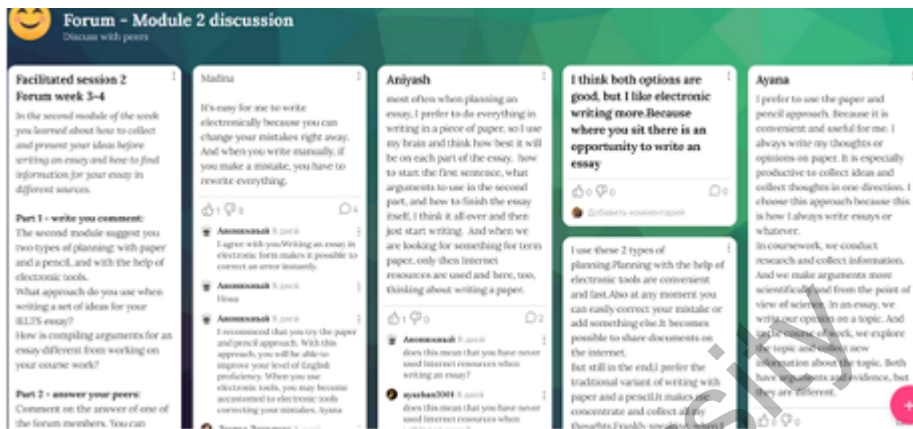 Forum - Module 2 discussion
Discuss with peers
Facilitated session 2
Forum week 3-4
In the second module of the week
you learned about how to collect
and present your ideas before
writing an essay and how to find
information for your essay in
different sources.
Part 1 - write you comment:
The second module suggest you
two types of planning: with paper
and a pencil, and with the help of
electronic tools.
What approach do you use when
writing a set of ideas for your
IELTS essay?
How is compiling arguments for an
essay different from working on
your course work?
Part 2 - answer your peers:
Comment on the answer of one of
the forum members. You can
Madina
It's easy for me to write
electronically because you can
change your mistakes right away.
And when you write manually, if
you make a mistake, you have to
rewrite everything.
1 0 4
Анонимный 8 дней
I agree with you.Writing an essay in
electronic form makes it possible to
correct an error instantly.
Анонимный 8 дней
Анонимный 8 дней
I recommend that you try the paper
and pencil approach. With this
approach, you will be able to
improve your level of English
proficiency. When you use
electronic tools, you may become
accustomed to electronic tools
correcting your mistakes. Ayana
Aniyash
most often when planning an
essay, I prefer to do everything in
writing in a piece of paper, so I use
my brain and think how best it will
be on each part of the essay. how
to start the first sentence, what
arguments to use in the second
part, and how to finish the essay
itself, I think it all over and then
just start writing. And when we
are looking for something for term
paper, only then Internet
resources are used and here, too,
thinking about writing a paper.
1 0 2
Анонимный 8 дней
does this mean that you have never
used Internet resources when
writing an essay?
ayazhan2001 8 дней
does this mean that you have never
used Internet resources when
I think both options are
good, but I like electronic
writing more.Because
where you sit there is an
opportunity to write an
essay
0 0 0
Добавить комментарий
I use these 2 types of
planning.Planning with the help of
electronic tools are convenient
and fast.Also at any moment you
can easily correct your mistake or
add something else.It becomes
possible to share documents on
the internet.
But still in the end,I prefer the
traditional variant of writing with
paper and a pencil.It makes me
concentrate and collect all my
thoughts.Frankly speaking, when I
Ayana
I prefer to use the paper and
pencil approach. Because it is
convenient and useful for me. I
always write my thoughts or
opinions on paper. It is especially
productive to collect ideas and
collect thoughts in one direction. I
choose this approach because this
is how I always write essays or
whatever.
In coursework, we conduct
research and collect information.
And we make arguments more
scientifically and from the point of
view of science. In an essay, we
write our opinion on a topic. And
in the course of work, we explore
the topic and collect new
information about the topic. Both
have arguments and evidence, but
they are different.
0 0
sity